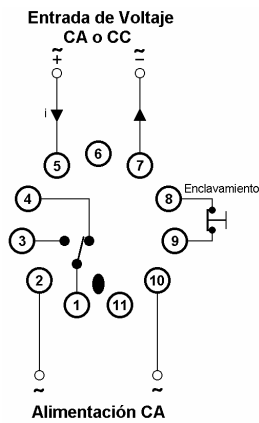 Entrada de Voltaje
CA o CC
~ ~
+ −
i
5 6 7
4 8 Enclavamiento
3 9
2 10
1 11
~ ~
Alimentación CA